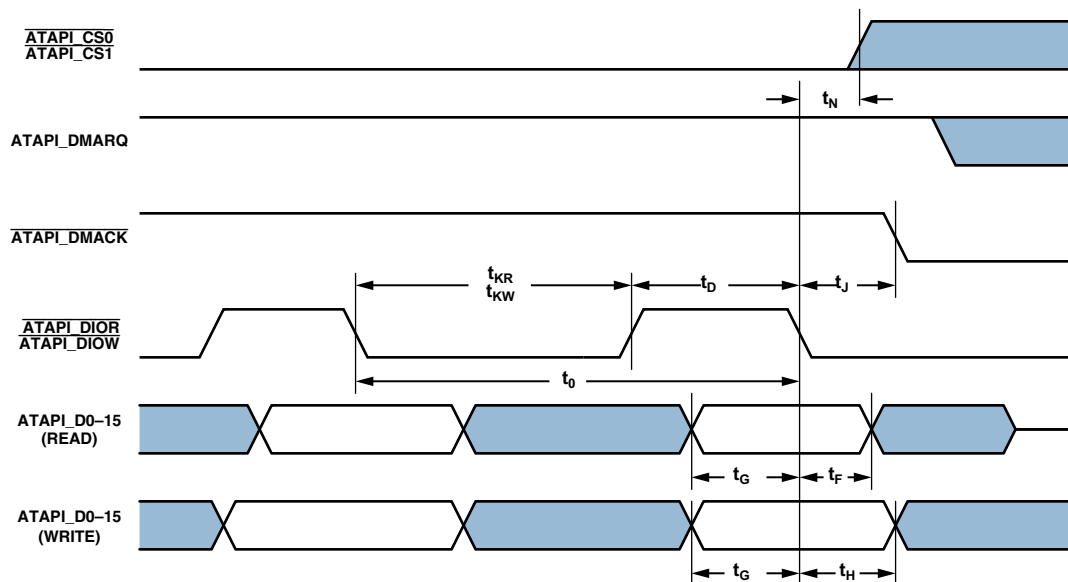 ATAPI_CS0
ATAPI_CS1
tN
ATAPI_DMARQ
ATAPI_DMACK
tKR
tKW
tD
tJ
ATAPI_DIOR
ATAPI_DIOW
t0
ATAPI_D0–15
(READ)
tG
tF
ATAPI_D0–15
(WRITE)
tG
tH